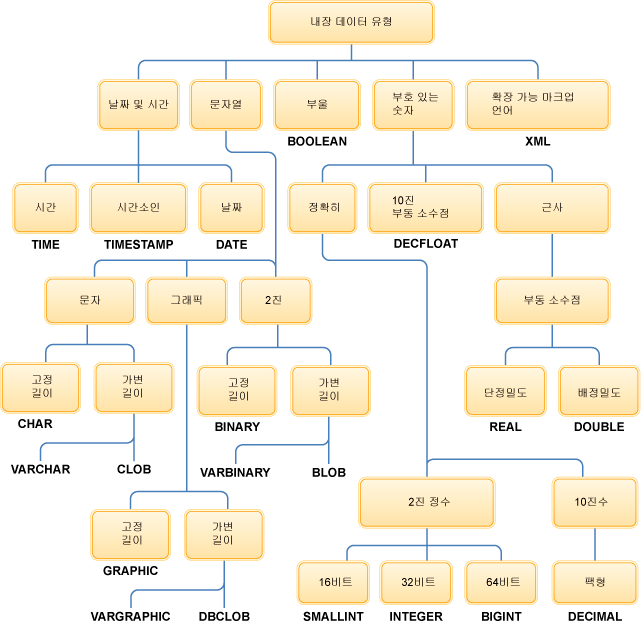 내장 데이터 유형
날짜 및 시간
문자열
부울
부호 있는
숫자
확장 가능 마크업
언어
BOOLEAN
XML
시간
시간소인
날짜
정확히
10진
부동 소수점
근사
TIME
TIMESTAMP
DATE
DECFLOAT
문자
그래픽
2진
부동 소수점
고정
길이
가변
길이
고정
길이
가변
길이
단정밀도
배정밀도
CHAR
BINARY
REAL
DOUBLE
VARCHAR
CLOB
VARBINARY
BLOB
2진 정수
10진수
고정
길이
가변
길이
GRAPHIC
16비트
32비트
64비트
팩형
VARGRAPHIC
DBCLOB
SMALLINT
INTEGER
BIGINT
DECIMAL